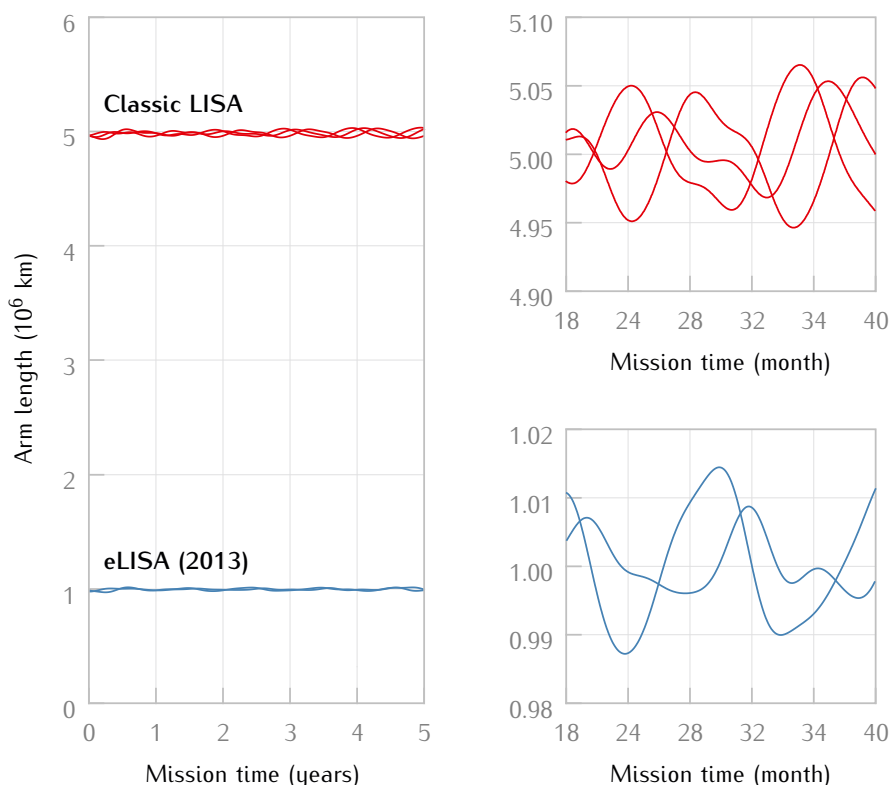 6
5
4
3
2
1
0
Arm length (10⁶ km)
Classic LISA
eLISA (2013)
0 1 2 3 4 5
Mission time (years)
5.10
5.05
5.00
4.95
4.90
18 24 28 32 34 40
Mission time (month)
1.02
1.01
1.00
0.99
0.98
18 24 28 32 34 40
Mission time (month)